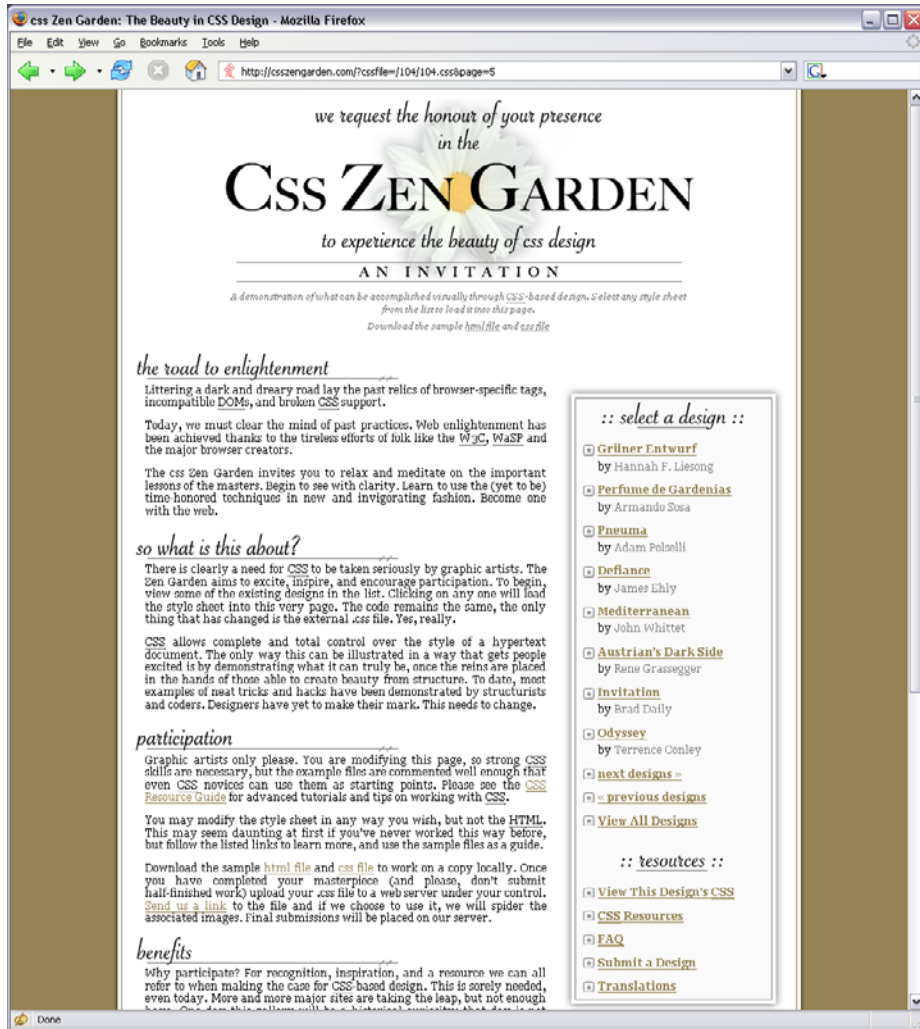 css Zen Garden: The Beauty in CSS Design - Mozilla Firefox
File Edit View Go Bookmarks Tools Help
http://csszengarden.com/?cssfile=/104/104.css&page=5
we request the honour of your presence
in the
CSS ZEN GARDEN
to experience the beauty of css design
AN INVITATION
A demonstration of what can be accomplished visually through CSS-based design. Select any style sheet
from the list to load it into this page.
Download the sample html file and css file
the road to enlightenment
Littering a dark and dreary road lay the past relics of browser-specific tags,
incompatible DOMs, and broken CSS support.
Today, we must clear the mind of past practices. Web enlightenment has
been achieved thanks to the tireless efforts of folk like the W3C, WaSP and
the major browser creators.
The css Zen Garden invites you to relax and meditate on the important
lessons of the masters. Begin to see with clarity. Learn to use the (yet to be)
time-honored techniques in new and invigorating fashion. Become one
with the web.
so what is this about?
There is clearly a need for CSS to be taken seriously by graphic artists. The
Zen Garden aims to excite, inspire, and encourage participation. To begin,
view some of the existing designs in the list. Clicking on any one will load
the style sheet into this very page. The code remains the same, the only
thing that has changed is the external .css file. Yes, really.
CSS allows complete and total control over the style of a hypertext
document. The only way this can be illustrated in a way that gets people
excited is by demonstrating what it can truly be, once the reins are placed
in the hands of those able to create beauty from structure. To date, most
examples of neat tricks and hacks have been demonstrated by structurists
and coders. Designers have yet to make their mark. This needs to change.
participation
Graphic artists only please. You are modifying this page, so strong CSS
skills are necessary, but the example files are commented well enough that
even CSS novices can use them as starting points. Please see the CSS
Resource Guide for advanced tutorials and tips on working with CSS.
You may modify the style sheet in any way you wish, but not the HTML.
This may seem daunting at first if you've never worked this way before,
but follow the listed links to learn more, and use the sample files as a guide.
Download the sample html file and css file to work on a copy locally. Once
you have completed your masterpiece (and please, don't submit
half-finished work) upload your .css file to a web server under your control.
Send us a link to the file and if we choose to use it, we will spider the
associated images. Final submissions will be placed on our server.
benefits
Why participate? For recognition, inspiration, and a resource we can all
refer to when making the case for CSS-based design. This is sorely needed,
even today. More and more major sites are taking the leap, but not enough
:: select a design ::
Grüner Entwurf
by Hannah F. Liesong
Perfume de Gardenias
by Armando Sosa
Pneuma
by Adam Polselli
Defiance
by James Ehly
Mediterranean
by John Whittet
Austrian's Dark Side
by Rene Grassegger
Invitation
by Brad Daily
Odyssey
by Terrence Conley
next designs »
« previous designs
View All Designs
:: resources ::
View This Design's CSS
CSS Resources
FAQ
Submit a Design
Translations
Done